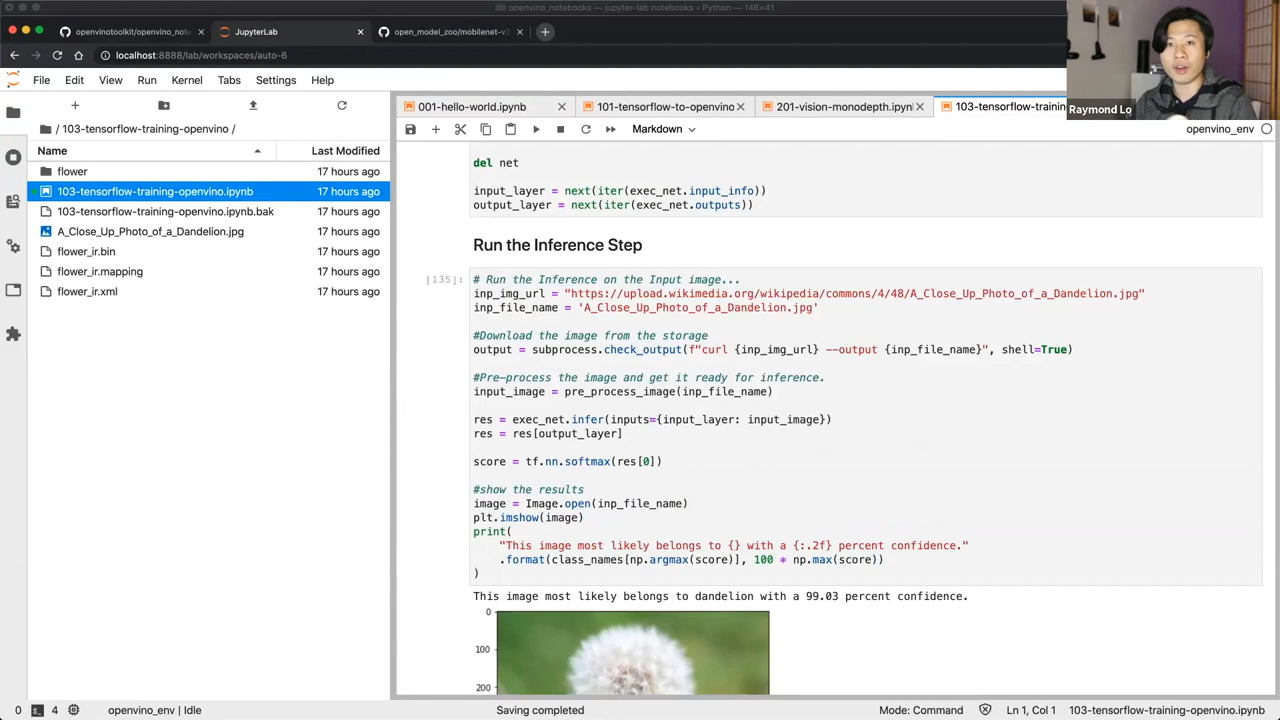 openvino_notebooks — jupyter-lab notebooks • Python — 146×41
openvinotoolkit/openvino_note
JupyterLab
open_model_zoo/mobilenet-v3
localhost:8888/lab/workspaces/auto-6
File Edit View Run Kernel Tabs Settings Help
Raymond Lo
001-hello-world.ipynb
101-tensorflow-to-openvino
201-vision-monodepth.ipynl
103-tensorflow-training
Markdown
openvino_env
/ 103-tensorflow-training-openvino /
Name Last Modified
flower 17 hours ago
103-tensorflow-training-openvino.ipynb 17 hours ago
103-tensorflow-training-openvino.ipynb.bak 17 hours ago
A_Close_Up_Photo_of_a_Dandelion.jpg 17 hours ago
flower_ir.bin 17 hours ago
flower_ir.mapping 17 hours ago
flower_ir.xml 17 hours ago
del net
input_layer = next(iter(exec_net.input_info))
output_layer = next(iter(exec_net.outputs))
Run the Inference Step
[135]:
# Run the Inference on the Input image...
inp_img_url = "https://upload.wikimedia.org/wikipedia/commons/4/48/A_Close_Up_Photo_of_a_Dandelion.jpg"
inp_file_name = 'A_Close_Up_Photo_of_a_Dandelion.jpg'
#Download the image from the storage
output = subprocess.check_output(f"curl {inp_img_url} --output {inp_file_name}", shell=True)
#Pre-process the image and get it ready for inference.
input_image = pre_process_image(inp_file_name)
res = exec_net.infer(inputs={input_layer: input_image})
res = res[output_layer]
score = tf.nn.softmax(res[0])
#show the results
image = Image.open(inp_file_name)
plt.imshow(image)
print(
"This image most likely belongs to {} with a {:.2f} percent confidence."
.format(class_names[np.argmax(score)], 100 * np.max(score))
)
This image most likely belongs to dandelion with a 99.03 percent confidence.
0
100
200
0 4 openvino_env | Idle Saving completed Mode: Command Ln 1, Col 1 103-tensorflow-training-openvino.ipynb